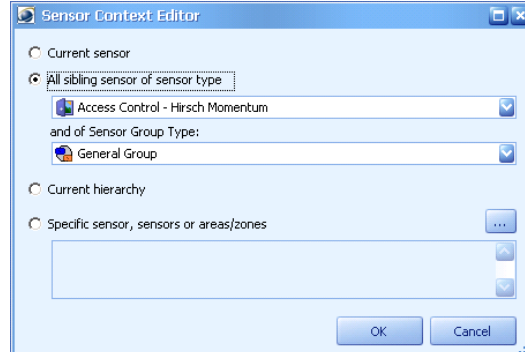 Sensor Context Editor
Current sensor
All sibling sensor of sensor type
Access Control - Hirsch Momentum
and of Sensor Group Type:
General Group
Current hierarchy
Specific sensor, sensors or areas/zones
...
OK
Cancel